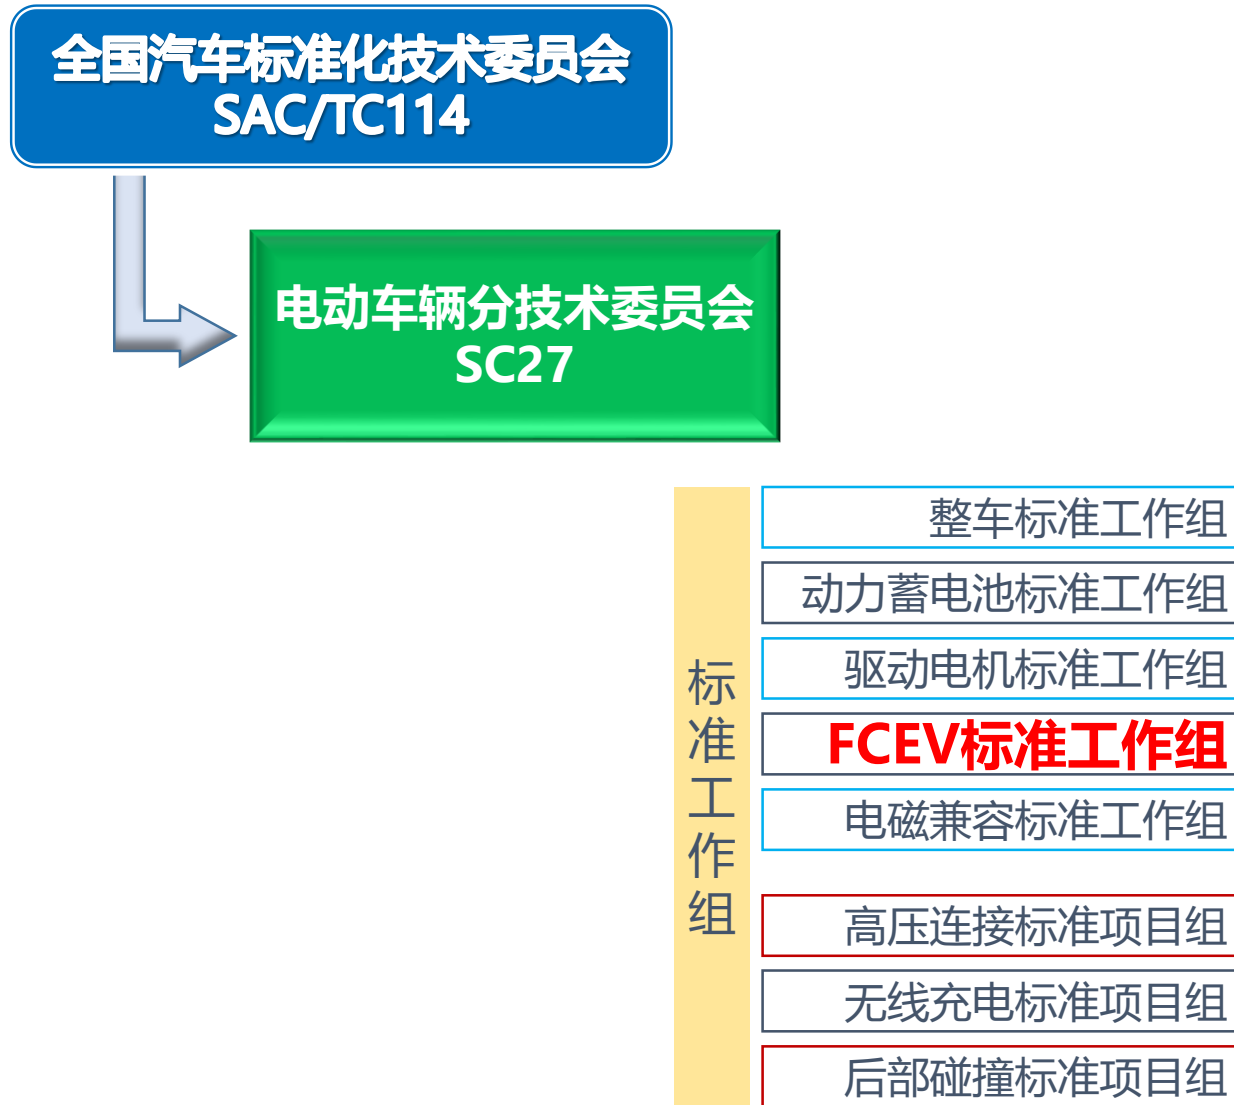 全国汽车标准化技术委员会
SAC/TC114
电动车辆分技术委员会
SC27
标准工作组
整车标准工作组
动力蓄电池标准工作组
驱动电机标准工作组
FCEV标准工作组
电磁兼容标准工作组
高压连接标准项目组
无线充电标准项目组
后部碰撞标准项目组